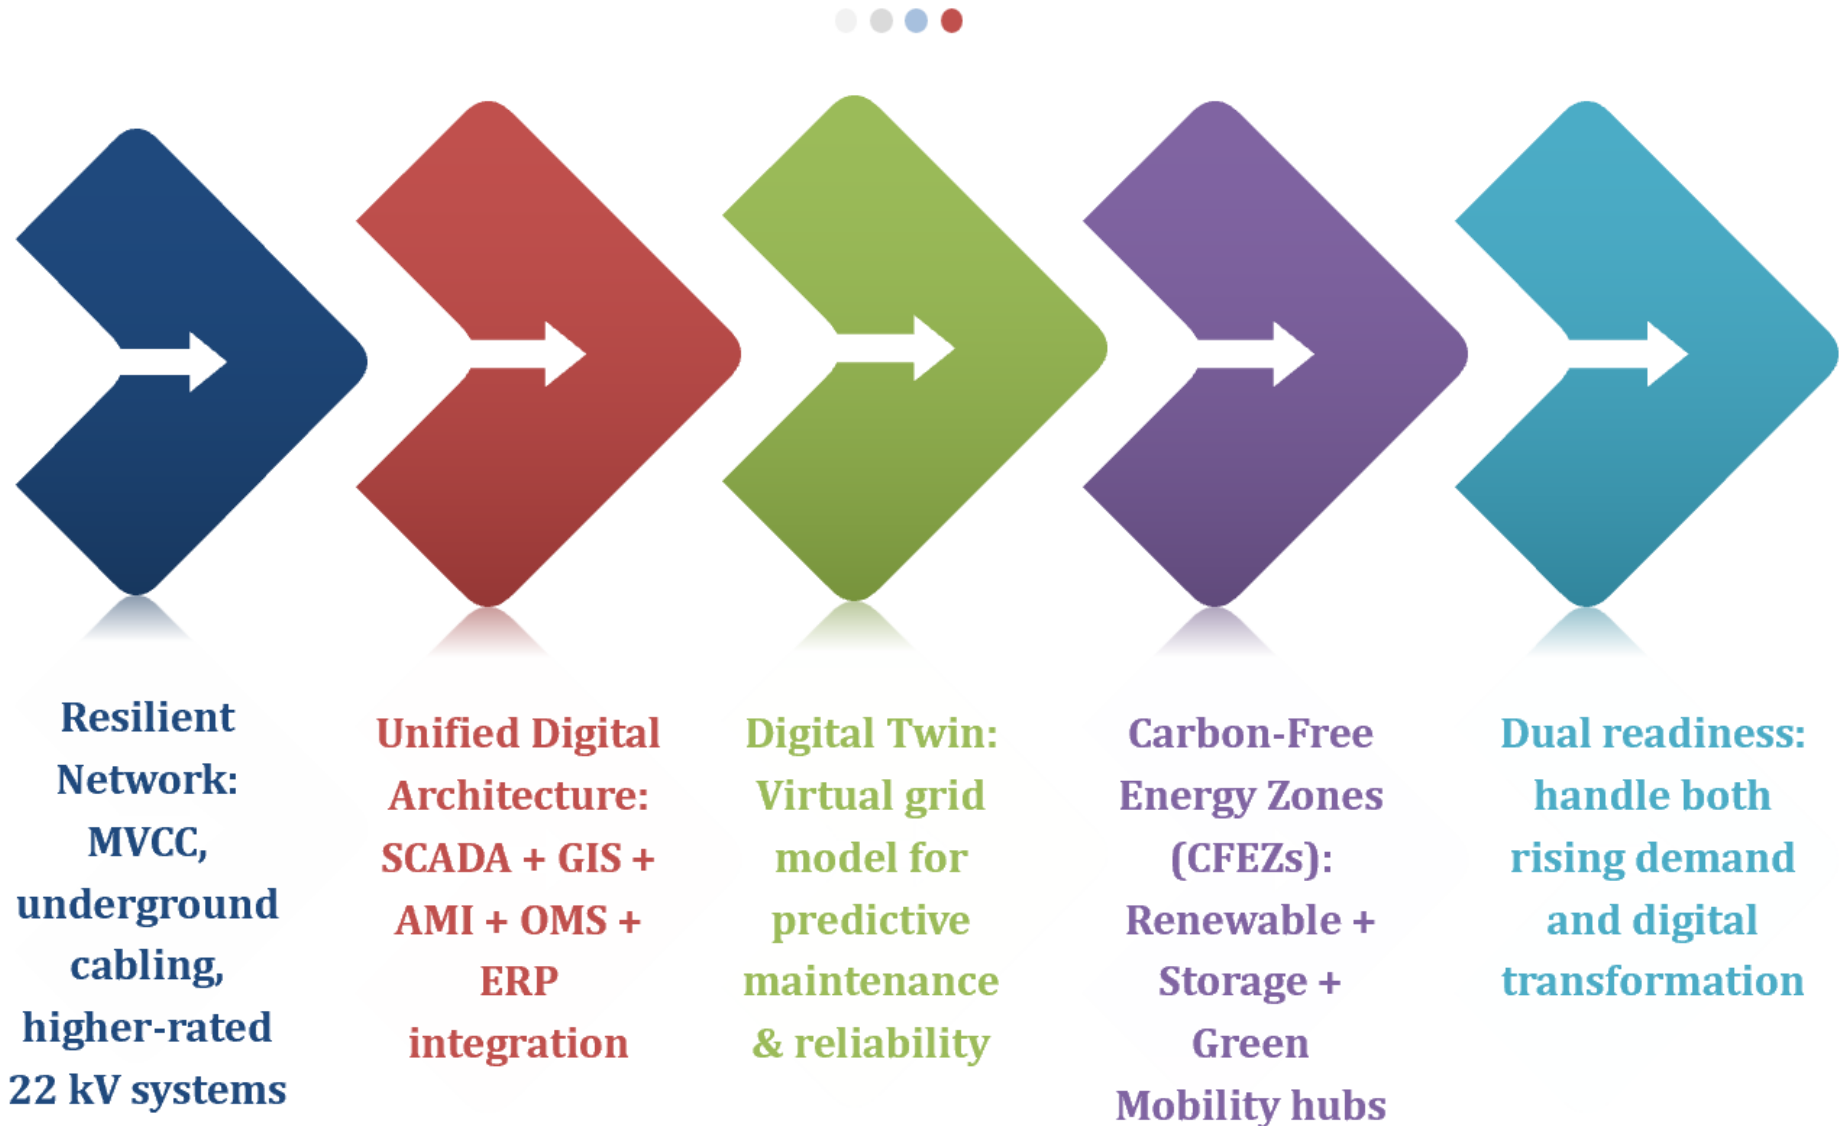 Resilient
Network:
MVCC,
underground
cabling,
higher-rated
22 kV systems
Unified Digital
Architecture:
SCADA + GIS +
AMI + OMS +
ERP
integration
Digital Twin:
Virtual grid
model for
predictive
maintenance
& reliability
Carbon-Free
Energy Zones
(CFEZs):
Renewable +
Storage +
Green
Mobility hubs
Dual readiness:
handle both
rising demand
and digital
transformation